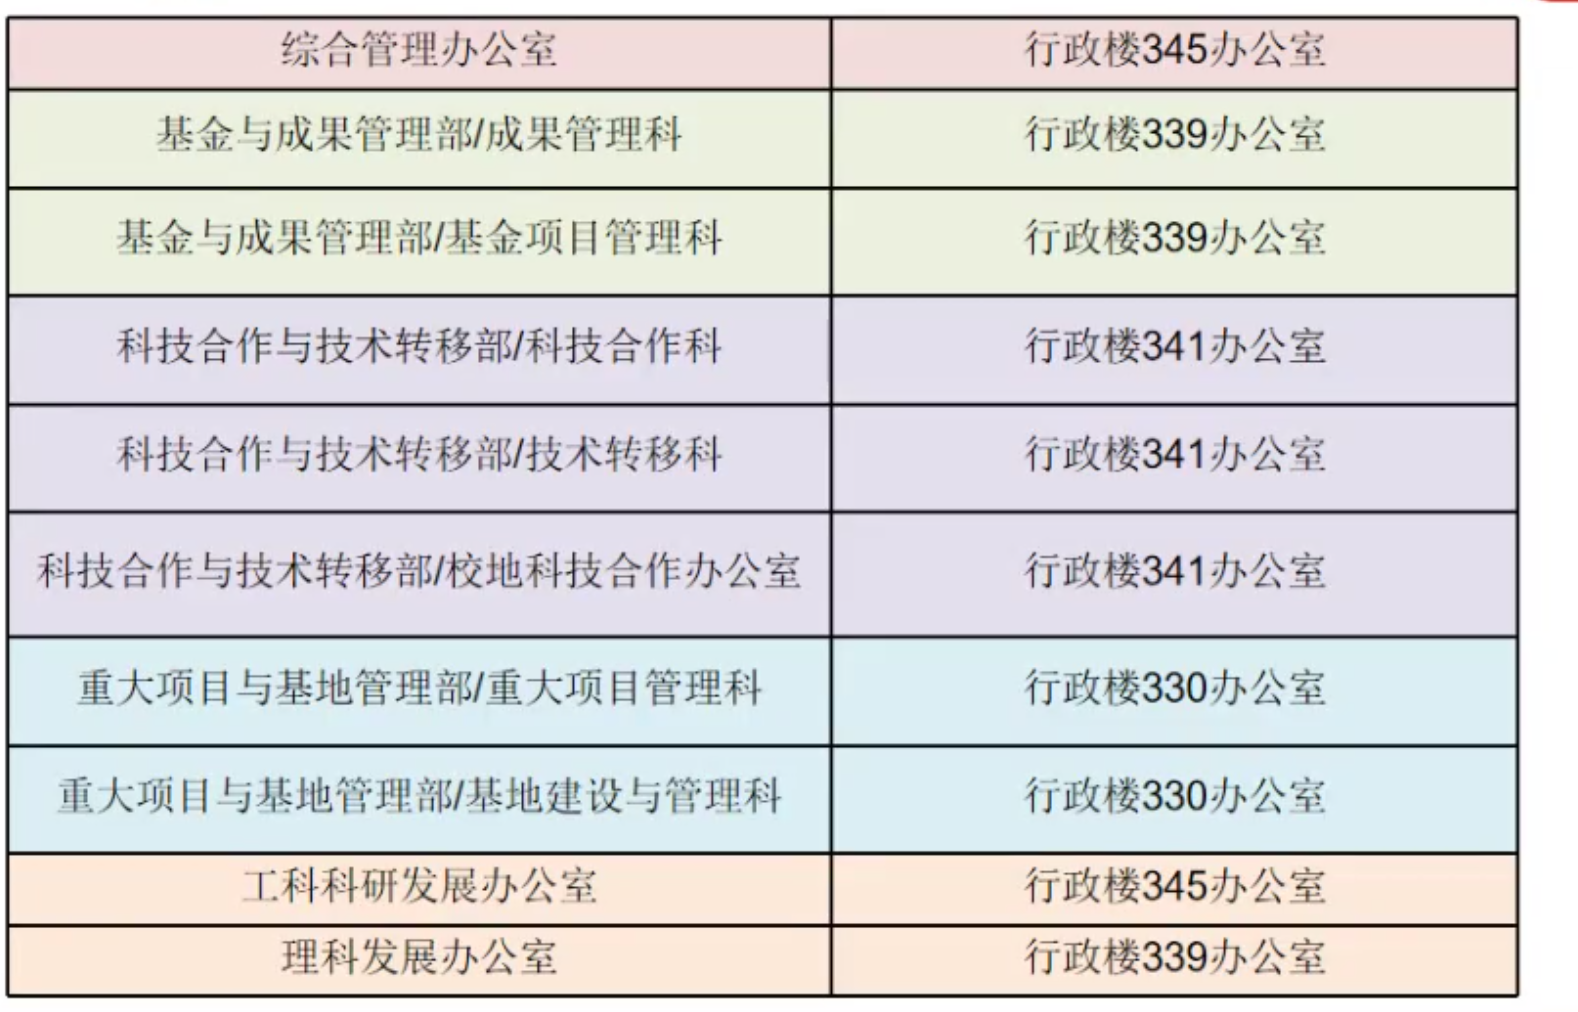 综合管理办公室 行政楼345办公室
基金与成果管理部/成果管理科 行政楼339办公室
基金与成果管理部/基金项目管理科 行政楼339办公室
科技合作与技术转移部/科技合作科 行政楼341办公室
科技合作与技术转移部/技术转移科 行政楼341办公室
科技合作与技术转移部/校地科技合作办公室 行政楼341办公室
重大项目与基地管理部/重大项目管理科 行政楼330办公室
重大项目与基地管理部/基地建设与管理科 行政楼330办公室
工科科研发展办公室 行政楼345办公室
理科发展办公室 行政楼339办公室